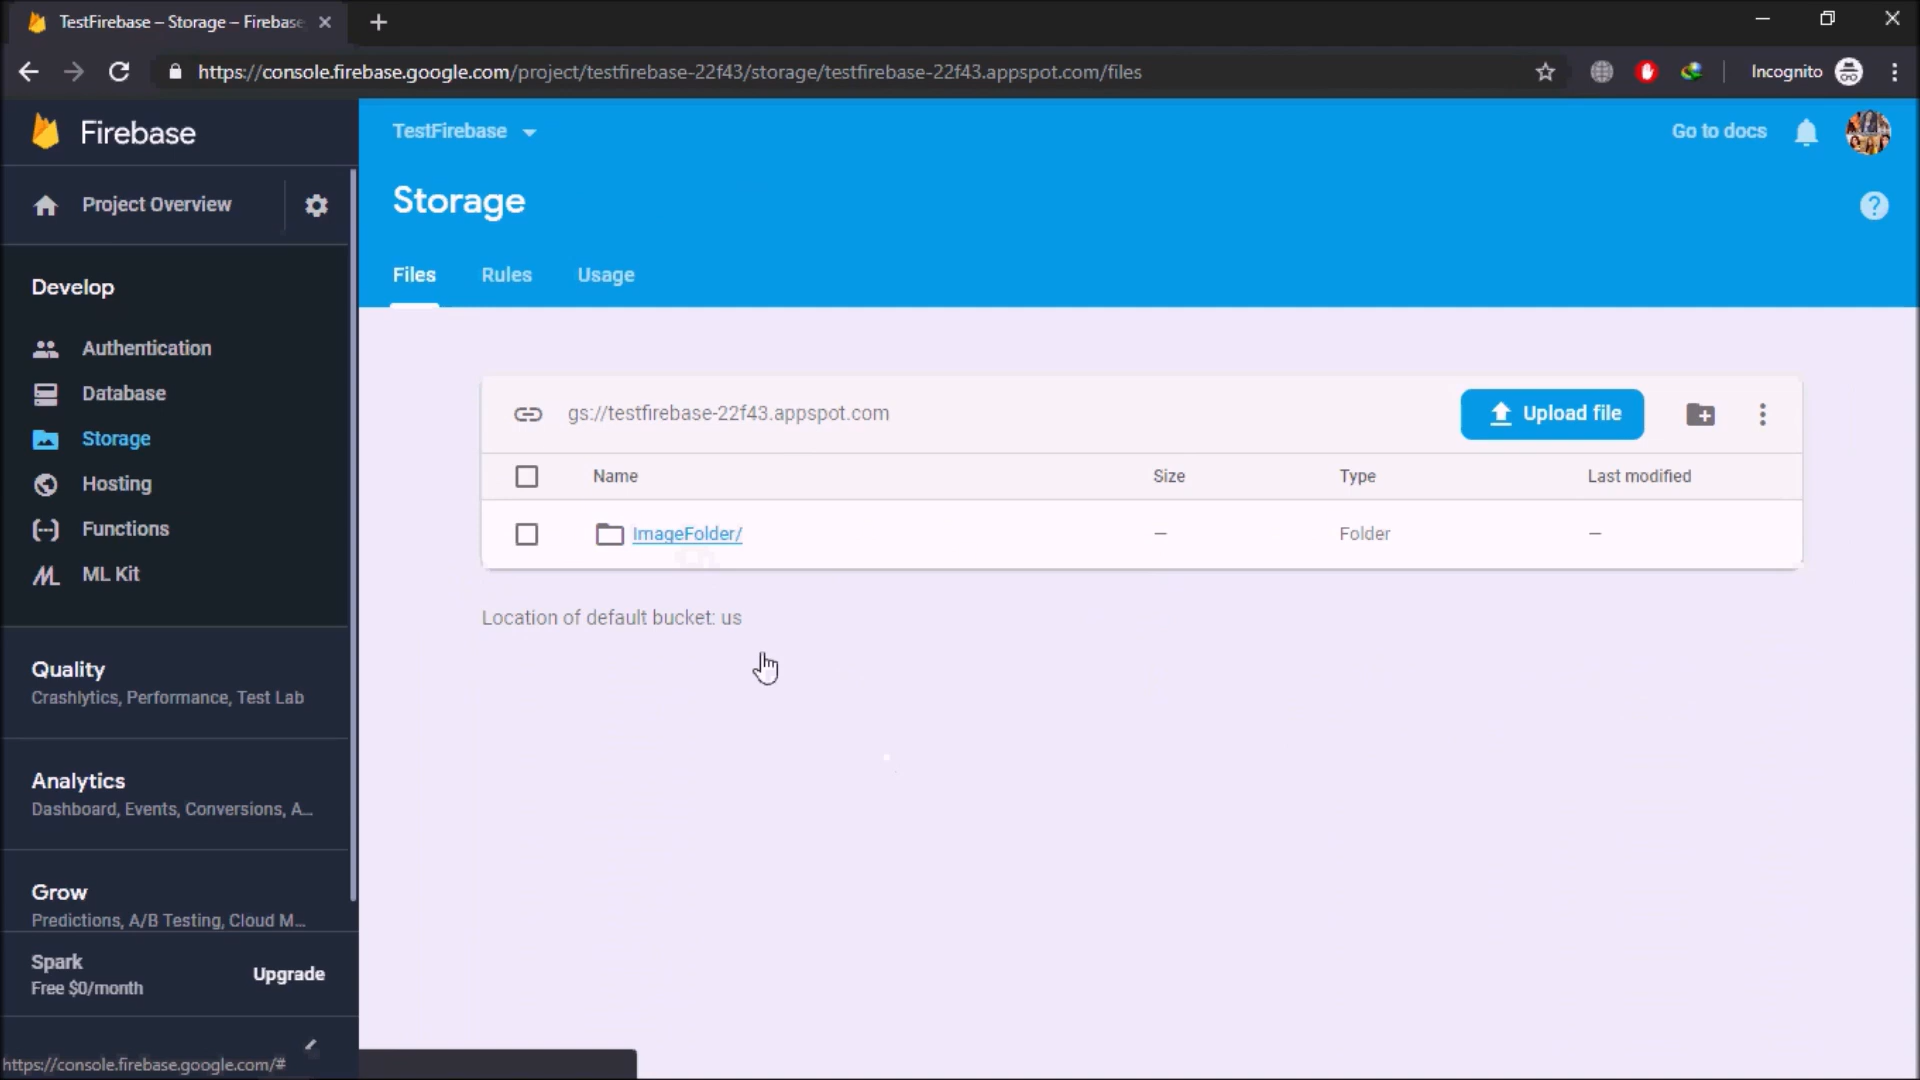 TestFirebase – Storage – Firebase
https://console.firebase.google.com/project/testfirebase-22f43/storage/testfirebase-22f43.appspot.com/files
Incognito
Firebase
TestFirebase
Go to docs
Project Overview
Storage
Files Rules Usage
Develop
Authentication
Database
Storage
Hosting
Functions
ML Kit
gs://testfirebase-22f43.appspot.com
Upload file
Name Size Type Last modified
ImageFolder/ — Folder —
Location of default bucket: us
Quality
Crashlytics, Performance, Test Lab
Analytics
Dashboard, Events, Conversions, A...
Grow
Predictions, A/B Testing, Cloud M...
Spark
Free $0/month
Upgrade
https://console.firebase.google.com/#